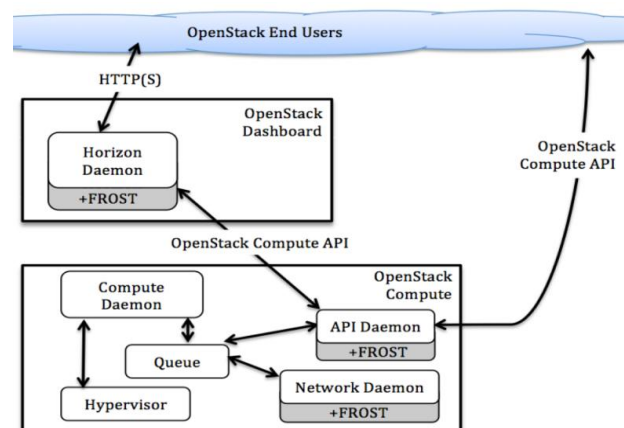 OpenStack End Users
HTTP(S)
OpenStack
Dashboard
Horizon
Daemon
+FROST
OpenStack
Compute API
OpenStack Compute API
OpenStack
Compute
Compute
Daemon
API Daemon
+FROST
Queue
Network Daemon
+FROST
Hypervisor